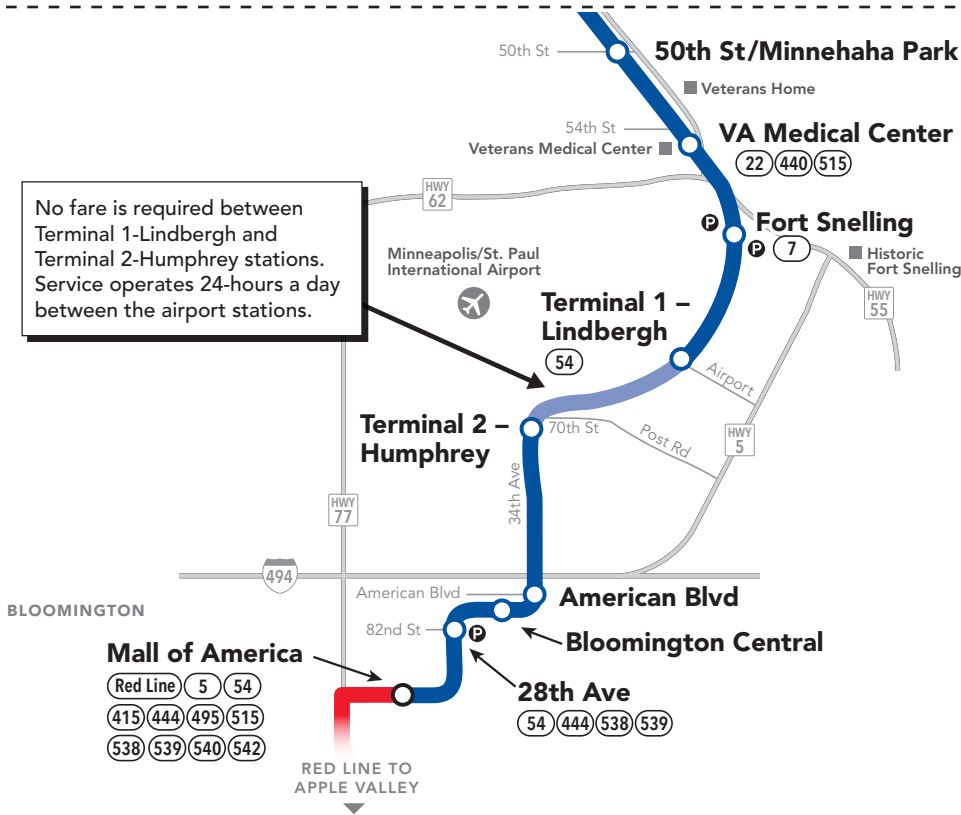 50th St
50th St/Minnehaha Park
Veterans Home
54th St
VA Medical Center
Veterans Medical Center
22 440 515
No fare is required between
Terminal 1-Lindbergh and
Terminal 2-Humphrey stations.
Service operates 24-hours a day
between the airport stations.
HWY
62
P
Fort Snelling
P
7
Historic
Fort Snelling
Minneapolis/St. Paul
International Airport
HWY
55
Terminal 1 –
Lindbergh
54
Airport
Terminal 2 –
Humphrey
70th St
Post Rd
HWY
5
34th Ave
HWY
77
494
American Blvd
American Blvd
BLOOMINGTON
82nd St
P
Bloomington Central
Mall of America
Red Line 5 54
415 444 495 515
538 539 540 542
28th Ave
54 444 538 539
RED LINE TO
APPLE VALLEY